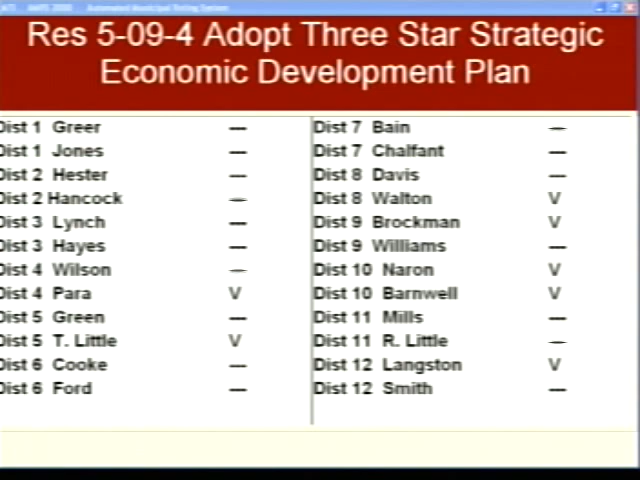 Automated Municipal Voting System
Res 5-09-4 Adopt Three Star Strategic
Economic Development Plan
Dist 1 Greer —
Dist 1 Jones —
Dist 2 Hester —
Dist 2 Hancock —
Dist 3 Lynch —
Dist 3 Hayes —
Dist 4 Wilson —
Dist 4 Para V
Dist 5 Green —
Dist 5 T. Little V
Dist 6 Cooke —
Dist 6 Ford —
Dist 7 Bain —
Dist 7 Chalfant —
Dist 8 Davis —
Dist 8 Walton V
Dist 9 Brockman V
Dist 9 Williams —
Dist 10 Naron V
Dist 10 Barnwell V
Dist 11 Mills —
Dist 11 R. Little —
Dist 12 Langston V
Dist 12 Smith —